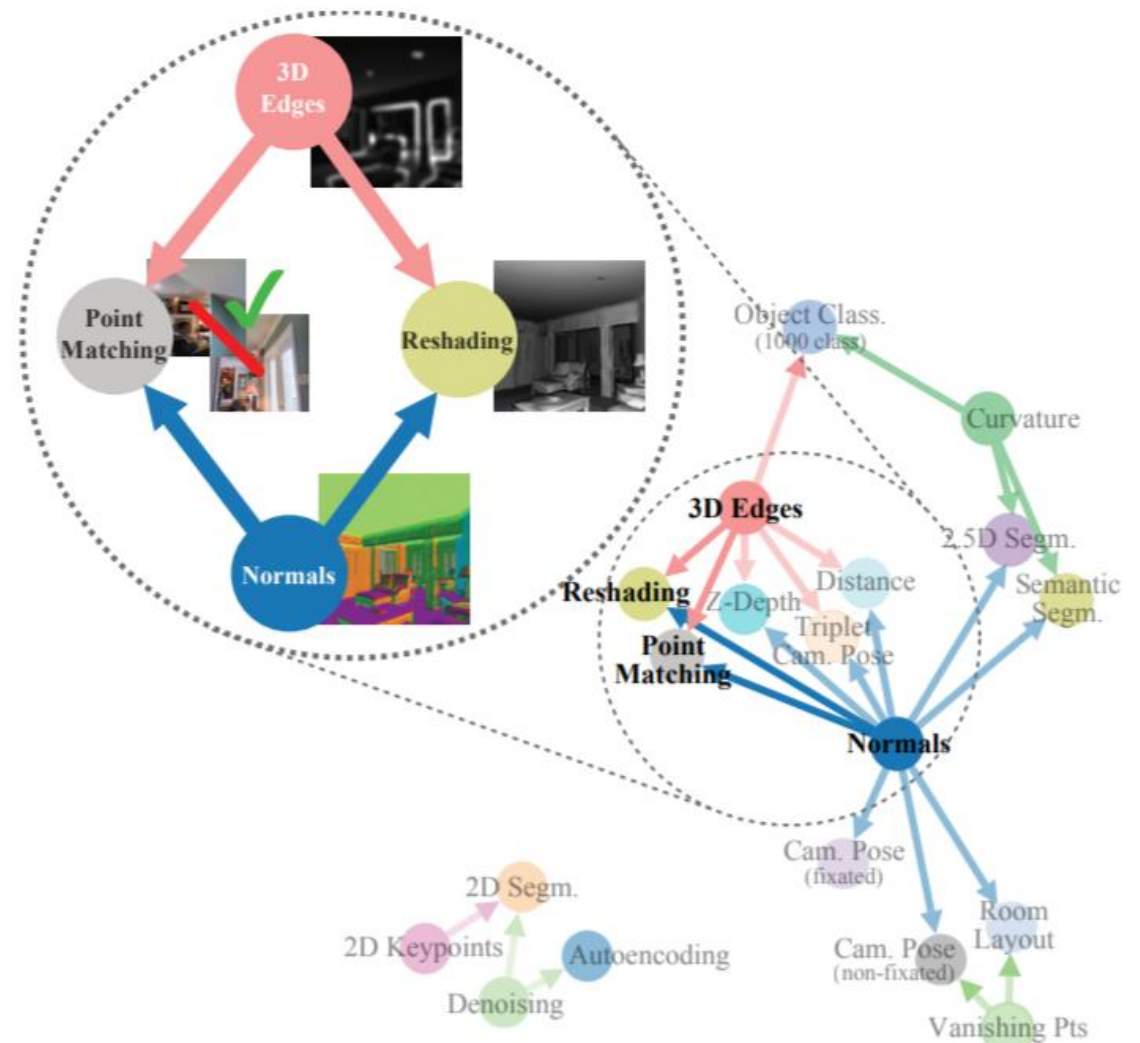 3D
Edges
Point
Matching
Reshading
Normals
Object Class.
(1000 class)
Curvature
3D Edges
2.5D Segm.
Reshading
Z-Depth
Distance
Semantic
Segm.
Triplet
Cam. Pose
Point
Matching
Normals
Cam. Pose
(fixated)
2D Segm.
2D Keypoints
Autoencoding
Denoising
Room
Layout
Cam. Pose
(non-fixated)
Vanishing Pts